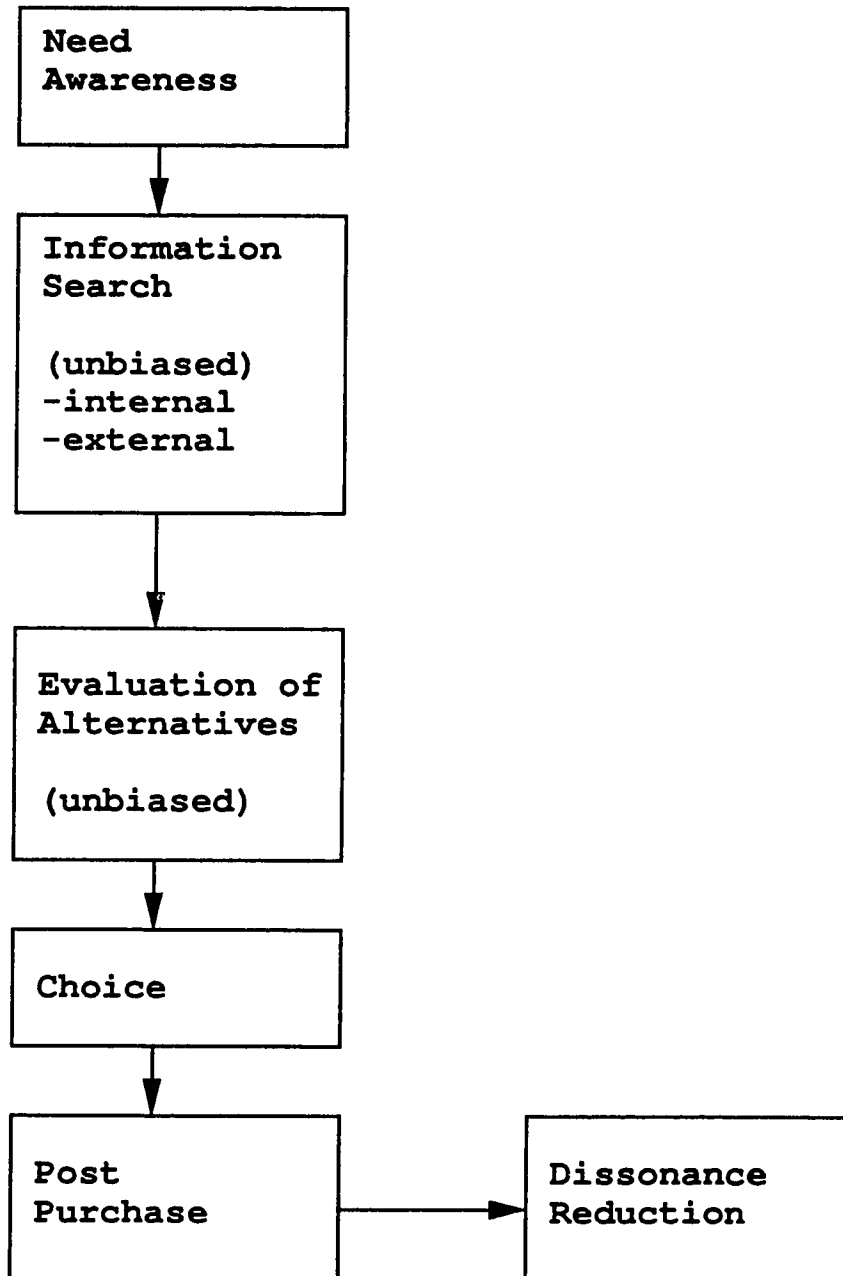 Need
Awareness
Information
Search
(unbiased)
-internal
-external
Evaluation of
Alternatives
(unbiased)
Choice
Post
Purchase
Dissonance
Reduction